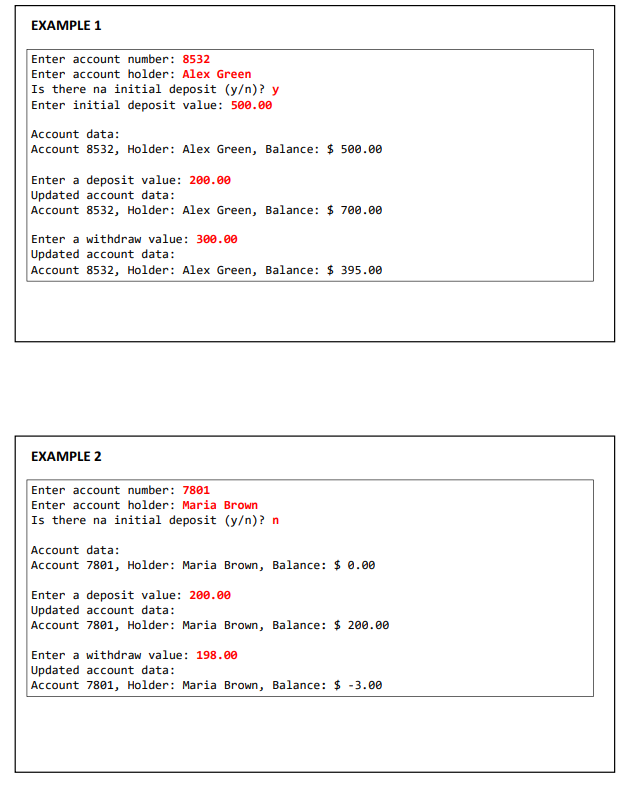 EXAMPLE 1
Enter account number: 8532
Enter account holder: Alex Green
Is there na initial deposit (y/n)? y
Enter initial deposit value: 500.00
Account data:
Account 8532, Holder: Alex Green, Balance: $ 500.00
Enter a deposit value: 200.00
Updated account data:
Account 8532, Holder: Alex Green, Balance: $ 700.00
Enter a withdraw value: 300.00
Updated account data:
Account 8532, Holder: Alex Green, Balance: $ 395.00
EXAMPLE 2
Enter account number: 7801
Enter account holder: Maria Brown
Is there na initial deposit (y/n)? n
Account data:
Account 7801, Holder: Maria Brown, Balance: $ 0.00
Enter a deposit value: 200.00
Updated account data:
Account 7801, Holder: Maria Brown, Balance: $ 200.00
Enter a withdraw value: 198.00
Updated account data:
Account 7801, Holder: Maria Brown, Balance: $ -3.00